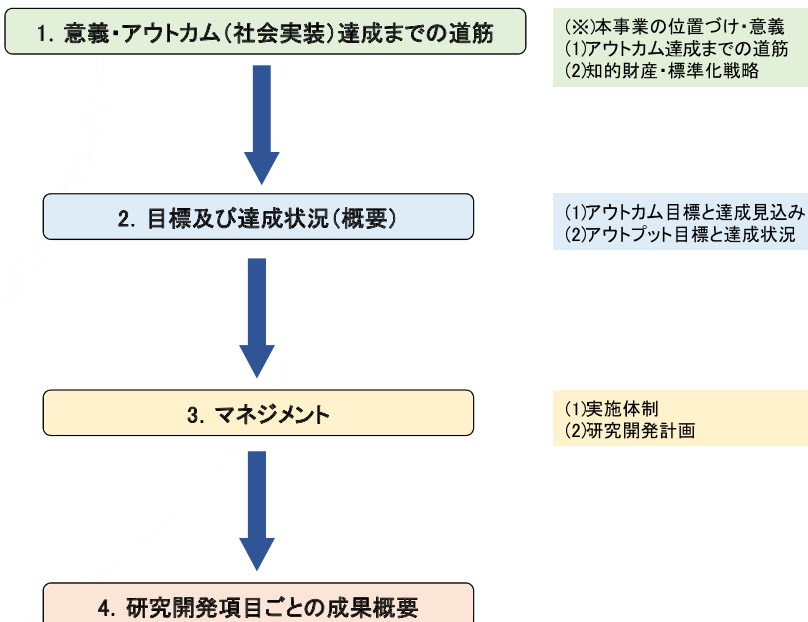 1. 意義・アウトカム(社会実装)達成までの道筋
(※)本事業の位置づけ・意義
(1)アウトカム達成までの道筋
(2)知的財産・標準化戦略
2. 目標及び達成状況(概要)
(1)アウトカム目標と達成見込み
(2)アウトプット目標と達成状況
3. マネジメント
(1)実施体制
(2)研究開発計画
4. 研究開発項目ごとの成果概要